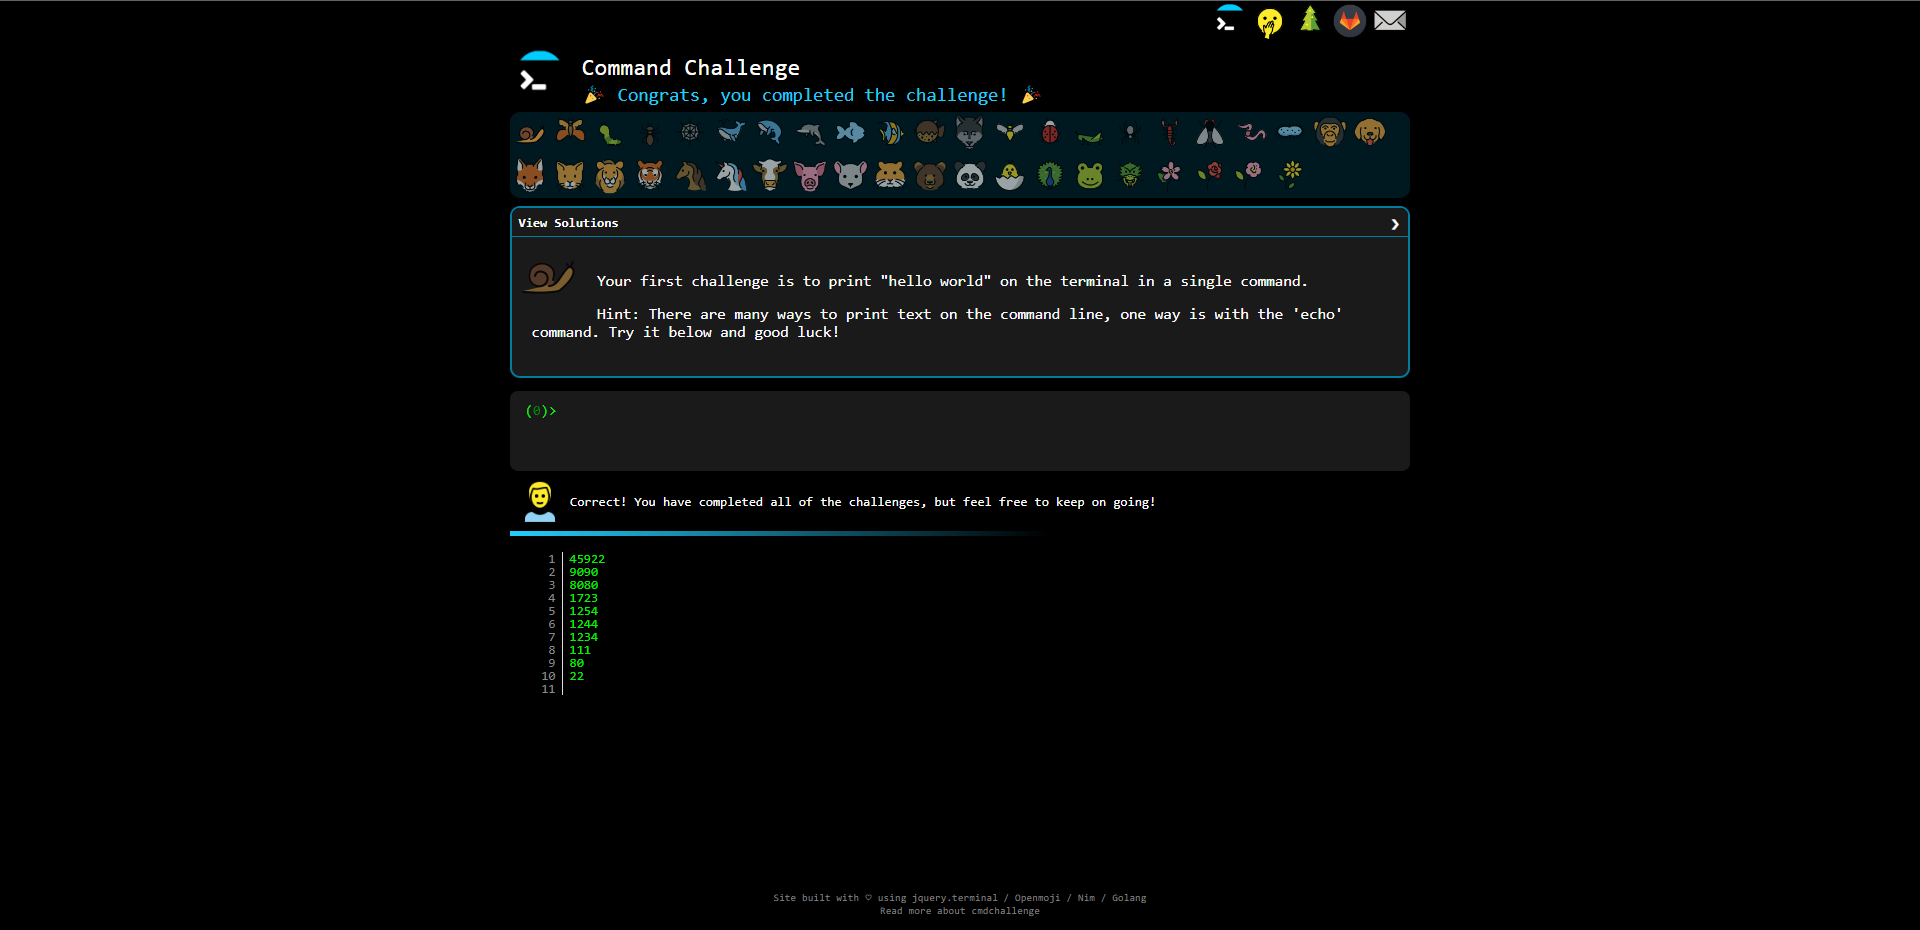 Command Challenge
Congrats, you completed the challenge!
View Solutions
Your first challenge is to print "hello world" on the terminal in a single command.
Hint: There are many ways to print text on the command line, one way is with the 'echo'
command. Try it below and good luck!
(0)>
Correct! You have completed all of the challenges, but feel free to keep on going!
1 45922
2 9090
3 8080
4 1723
5 1254
6 1244
7 1234
8 111
9 80
10 22
11
Site built with ♡ using jquery.terminal / Openmoji / Nim / Golang
Read more about cmdchallenge